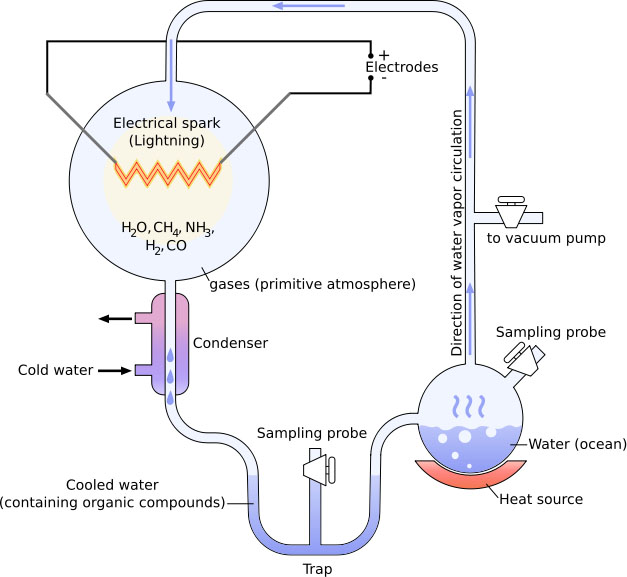 +
Electrodes
-
Electrical spark
(Lightning)
H2O, CH4, NH3,
H2, CO
Direction of water vapor circulation
to vacuum pump
gases (primitive atmosphere)
Sampling probe
Condenser
Cold water
Sampling probe
Water (ocean)
Cooled water
(containing organic compounds)
Heat source
Trap